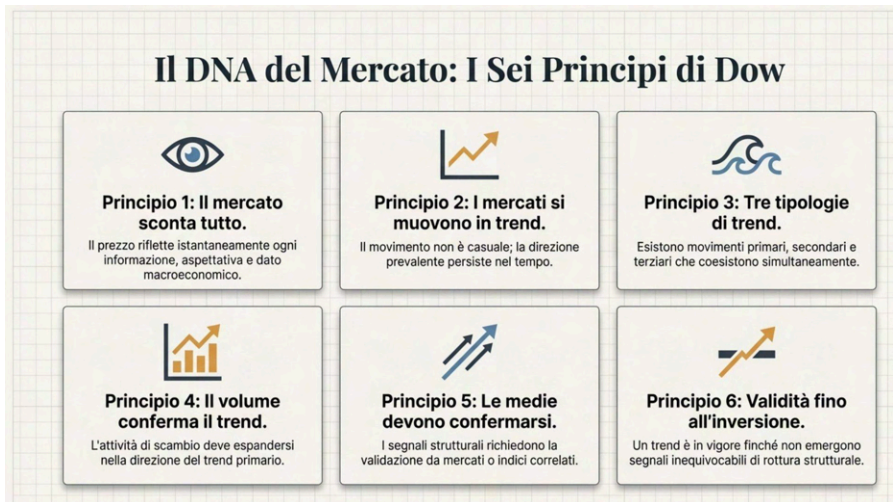 Il DNA del Mercato: I Sei Principi di Dow
Principio 1: Il mercato
sconta tutto.
Il prezzo riflette istantaneamente ogni
informazione, aspettativa e dato
macroeconomico.
Principio 2: I mercati si
muovono in trend.
Il movimento non è casuale; la direzione
prevalente persiste nel tempo.
Principio 3: Tre tipologie
di trend.
Esistono movimenti primari, secondari e
terziari che coesistono simultaneamente.
Principio 4: Il volume
conferma il trend.
L'attività di scambio deve espandersi
nella direzione del trend primario.
Principio 5: Le medie
devono confermarsi.
I segnali strutturali richiedono la
validazione da mercati o indici correlati.
Principio 6: Validità fino
all'inversione.
Un trend è in vigore finché non emergono
segnali inequivocabili di rottura strutturale.